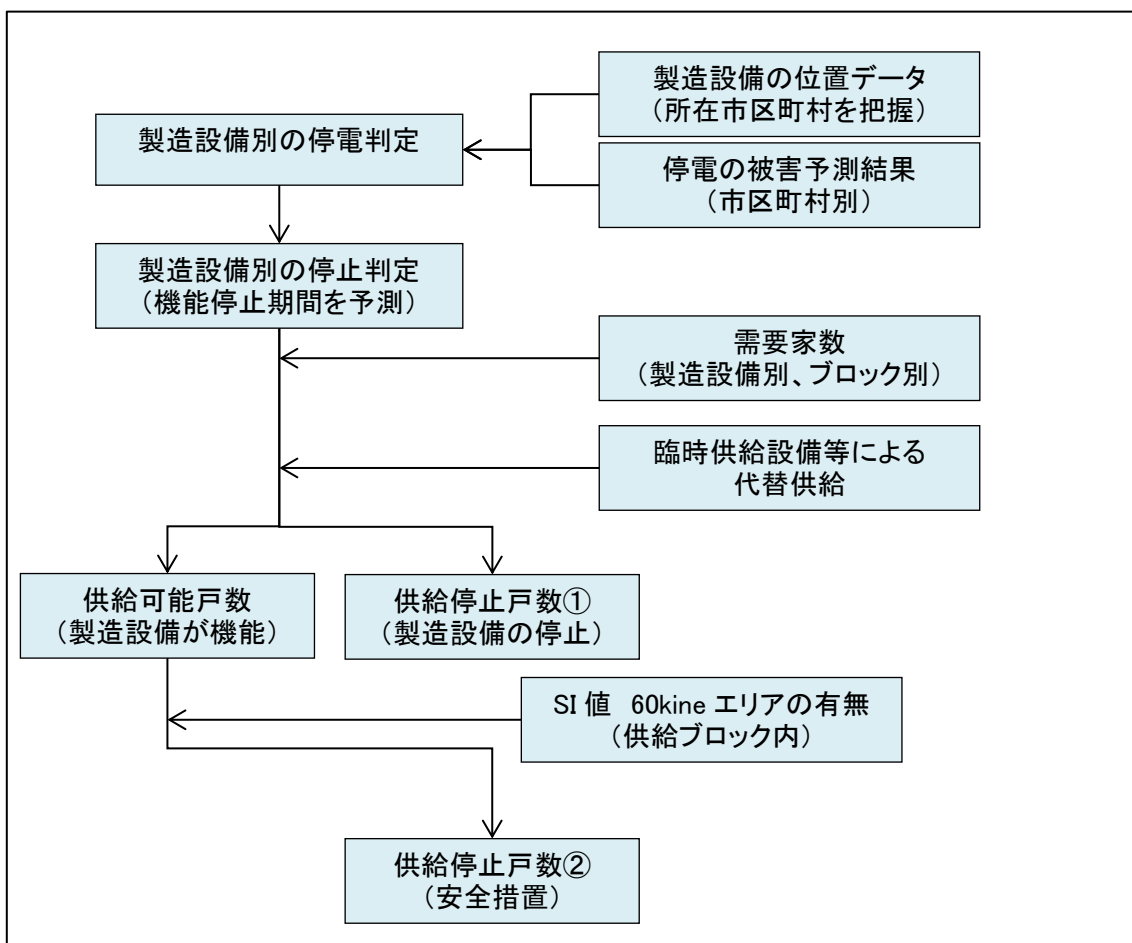 製造設備の位置データ
（所在市区町村を把握）
製造設備別の停電判定
停電の被害予測結果
（市区町村別）
製造設備別の停止判定
（機能停止期間を予測）
需要家数
（製造設備別、ブロック別）
臨時供給設備等による
代替供給
供給可能戸数
（製造設備が機能）
供給停止戸数①
（製造設備の停止）
SI 値　60kine エリアの有無
（供給ブロック内）
供給停止戸数②
（安全措置）